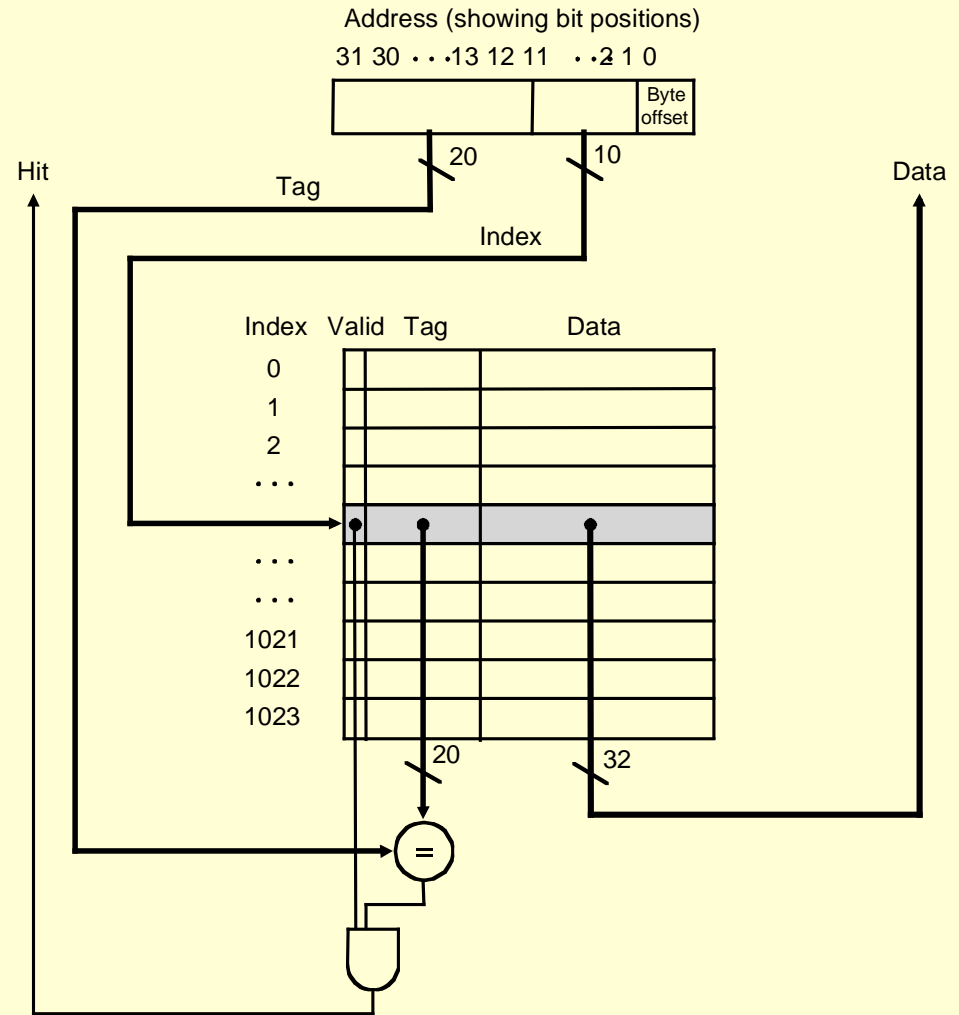 Address (showing bit positions)
31 30 · · · 13 12 11 · · · 2 1 0
Byte
offset
20
10
Hit
Data
Tag
Index
Index Valid Tag Data
0
1
2
· · ·
· · ·
· · ·
1021
1022
1023
20
32
=